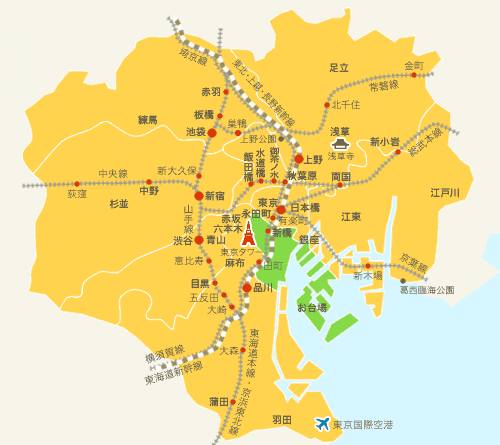 埼京線
東北・上越・長野新幹線
足立
金町
常磐線
赤羽
北千住
板橋
練馬
巣鴨
池袋
上野公園
浅草
浅草寺
新小岩
総武本線
上野
御茶ノ水
水道橋
飯田橋
秋葉原
両国
中央線
新大久保
荻窪
中野
杉並
新宿
江戸川
東京
日本橋
江東
山手線
赤坂
永田町
有楽町
六本木
新橋
銀座
渋谷
青山
東京タワー
恵比寿
麻布
田町
京葉線
新木場
葛西臨海公園
目黒
品川
五反田
大崎
お台場
横須賀線
東海道新幹線
大森
東海道本線・京浜東北線
蒲田
羽田
東京国際空港